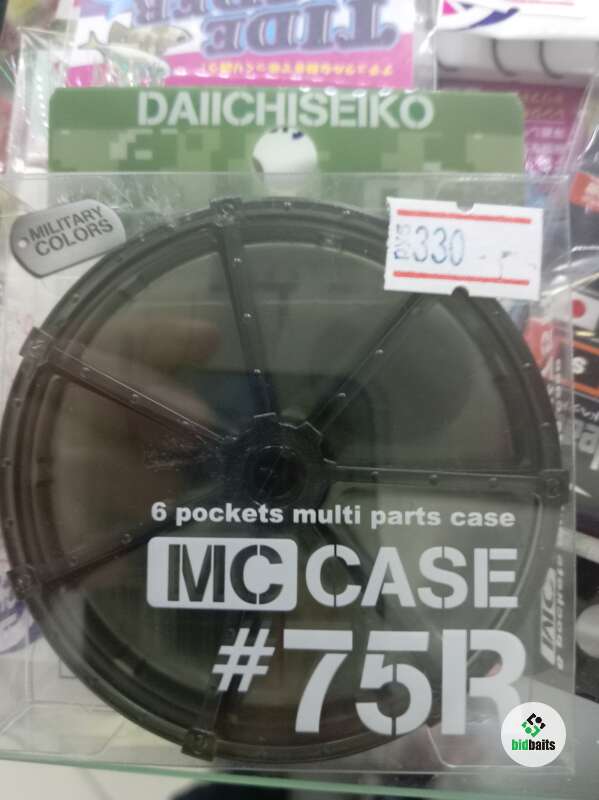 TIDE
DAIICHISEIKO
MILITARY
COLORS
330
6 pockets multi parts case
MC CASE
#75R
bidbaits